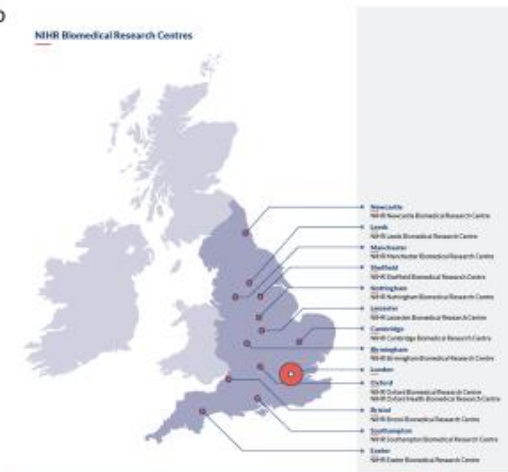 NIHR Biomedical Research Centres
Newcastle
NIHR Newcastle Biomedical Research Centre
Leeds
NIHR Leeds Biomedical Research Centre
Manchester
NIHR Manchester Biomedical Research Centre
Sheffield
NIHR Sheffield Biomedical Research Centre
Nottingham
NIHR Nottingham Biomedical Research Centre
Leicester
NIHR Leicester Biomedical Research Centre
Cambridge
NIHR Cambridge Biomedical Research Centre
Birmingham
NIHR Birmingham Biomedical Research Centre
London
Oxford
NIHR Oxford Biomedical Research Centre
NIHR Oxford Health Biomedical Research Centre
Bristol
NIHR Bristol Biomedical Research Centre
Southampton
NIHR Southampton Biomedical Research Centre
Exeter
NIHR Exeter Biomedical Research Centre